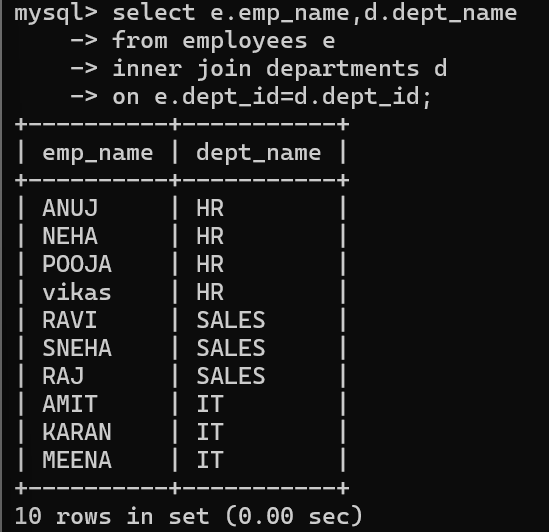 mysql> select e.emp_name,d.dept_name
    -> from employees e
    -> inner join departments d
    -> on e.dept_id=d.dept_id;
+----------+-----------+
| emp_name | dept_name |
+----------+-----------+
| ANUJ     | HR        |
| NEHA     | HR        |
| POOJA    | HR        |
| vikas    | HR        |
| RAVI     | SALES     |
| SNEHA    | SALES     |
| RAJ      | SALES     |
| AMIT     | IT        |
| KARAN    | IT        |
| MEENA    | IT        |
+----------+-----------+
10 rows in set (0.00 sec)